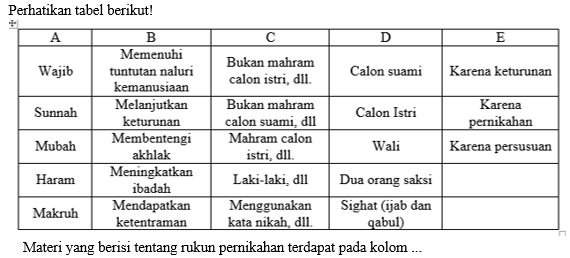 Perhatikan tabel berikut!
A B C D E
Wajib Memenuhi tuntutan naluri kemanusiaan Bukan mahram calon istri, dll. Calon suami Karena keturunan
Sunnah Melanjutkan keturunan Bukan mahram calon suami, dll Calon Istri Karena pernikahan
Mubah Membentengi akhlak Mahram calon istri, dll. Wali Karena persusuan
Haram Meningkatkan ibadah Laki-laki, dll Dua orang saksi
Makruh Mendapatkan ketentraman Menggunakan kata nikah, dll. Sighat (ijab dan qabul)
Materi yang berisi tentang rukun pernikahan terdapat pada kolom ...